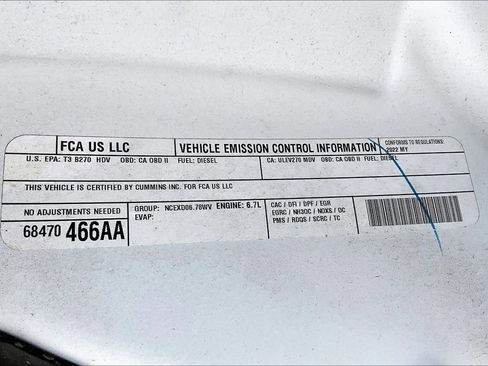 FCA US LLC
VEHICLE EMISSION CONTROL INFORMATION
CONFORMS TO REGULATIONS:
2022 MY
U.S. EPA: T3 B270 HDV OBD: CA OBD II FUEL: DIESEL
CA: ULEV270 MDV OBD: CA OBD II FUEL: DIESEL
THIS VEHICLE IS CERTIFIED BY CUMMINS INC. FOR FCA US LLC
NO ADJUSTMENTS NEEDED
68470 466AA
GROUP: NCEXD06.78WV ENGINE: 6.7L
EVAP:
CAC / DFI / DPF / EGR
EGRC / NH3OC / NOXS / OC
PMS / RDQS / SCRC / TC